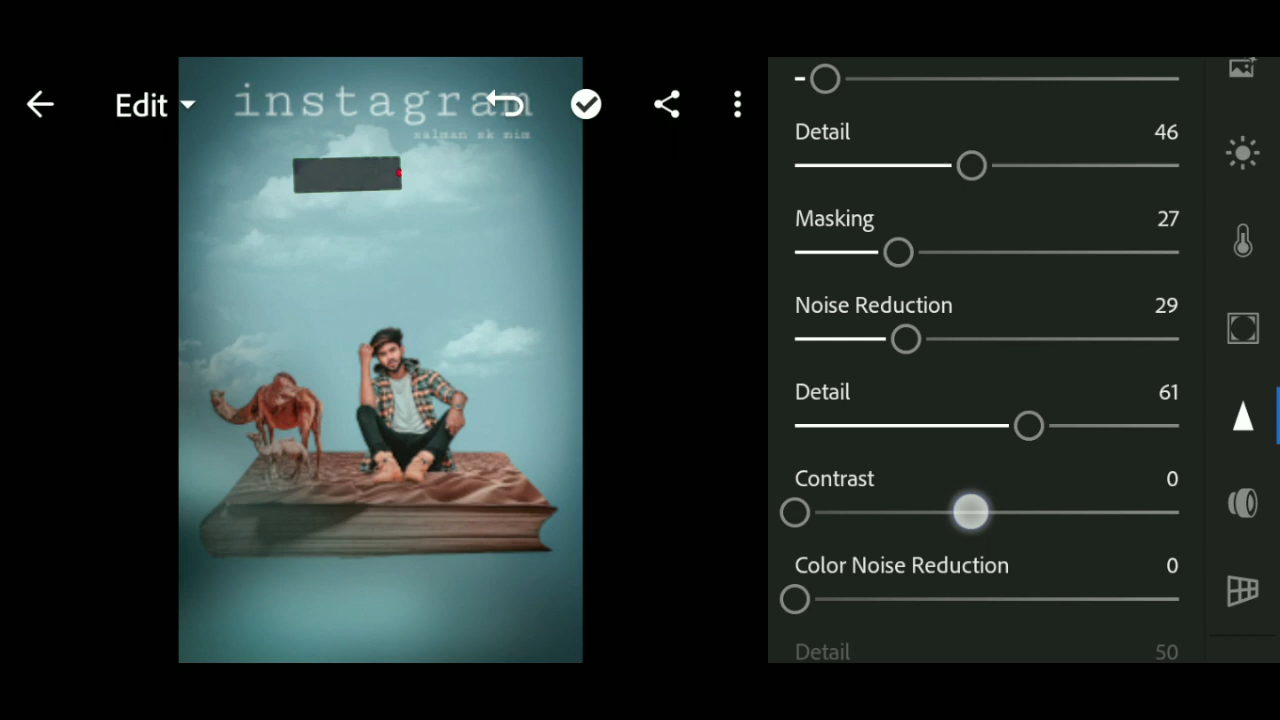 Edit
instagram
salman sk nim
Detail 46
Masking 27
Noise Reduction 29
Detail 61
Contrast 0
Color Noise Reduction 0
Detail 50